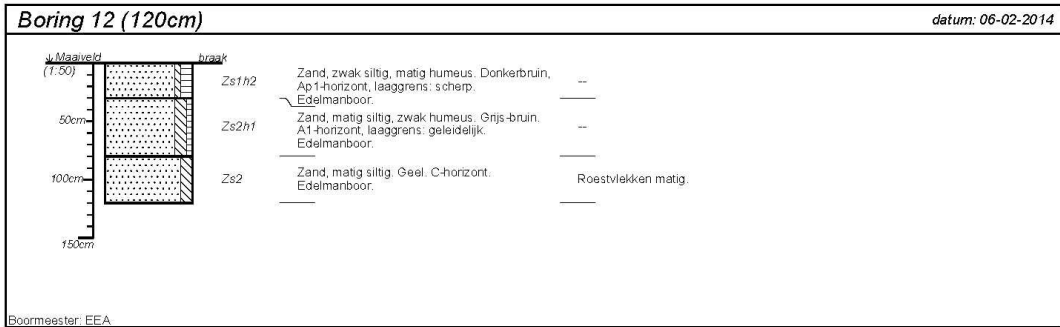 Boring 12 (120cm)
datum: 06-02-2014
Maaiveld
braak
(1:50)
Zs1h2
Zand, zwak siltig, matig humeus. Donkerbruin,
Ap1-horizont, laaggrens: scherp.
Edelmanboor.
--
50cm
Zs2h1
Zand, matig siltig, zwak humeus. Grijs-bruin.
A1-horizont, laaggrens: geleidelijk.
Edelmanboor.
--
100cm
Zs2
Zand, matig siltig. Geel. C-horizont.
Edelmanboor.
Roestvlekken matig.
150cm
Boormeester: EEA